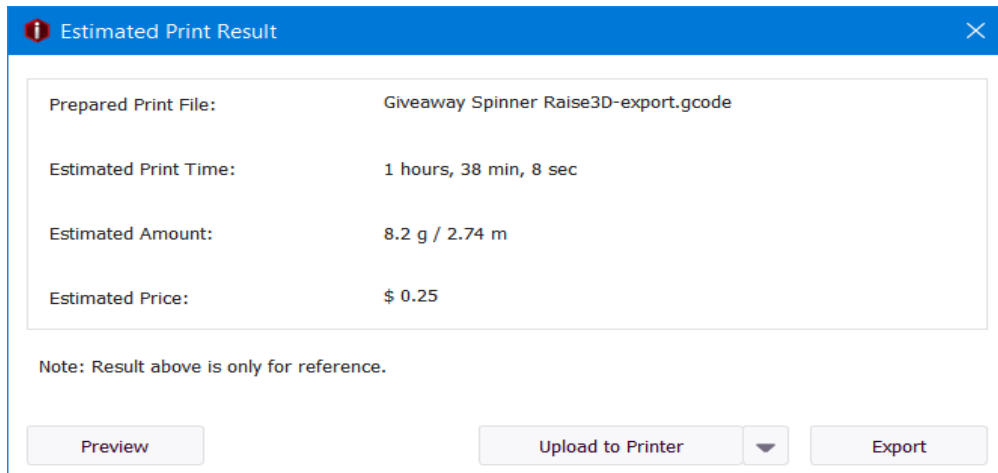 Estimated Print Result
Prepared Print File: Giveaway Spinner Raise3D-export.gcode
Estimated Print Time: 1 hours, 38 min, 8 sec
Estimated Amount: 8.2 g / 2.74 m
Estimated Price: $ 0.25
Note: Result above is only for reference.
Preview Upload to Printer Export